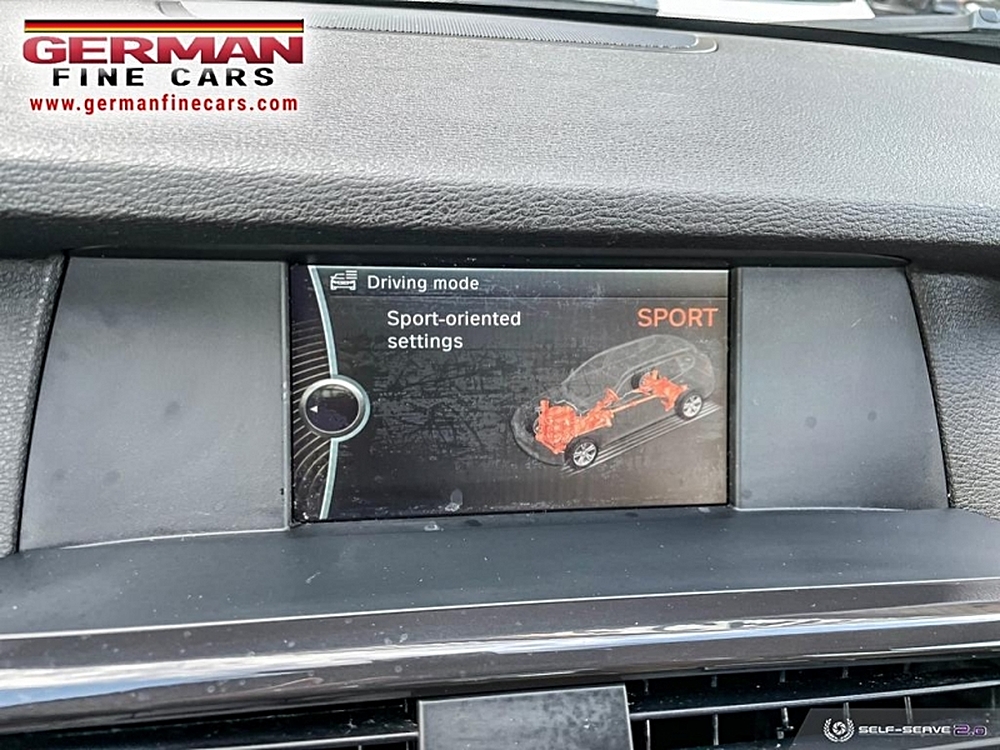 GERMAN
FINE CARS
www.germanfinecars.com
Driving mode
Sport-oriented
settings
SPORT
SELF-SERVE 2.0